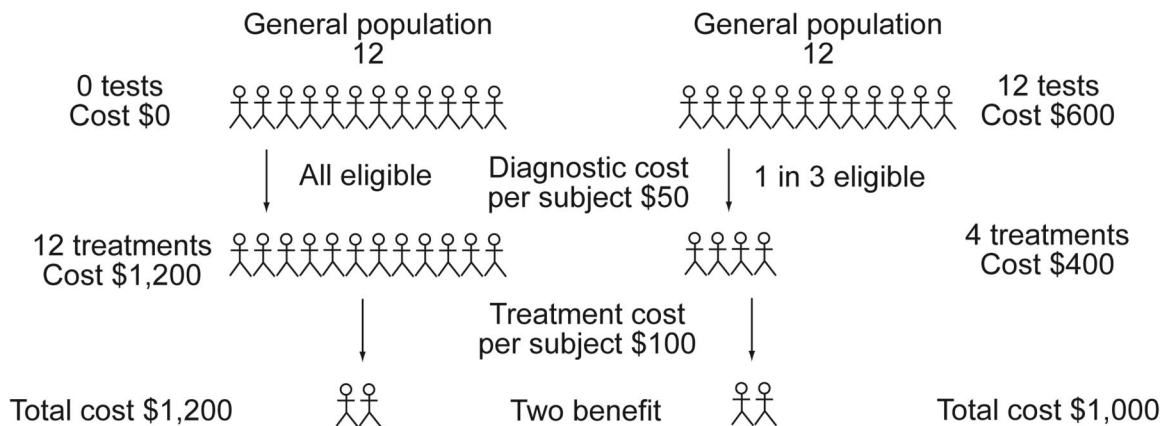 General population
12
General population
12
0 tests
Cost $0
12 tests
Cost $600
All eligible
Diagnostic cost
per subject $50
1 in 3 eligible
12 treatments
Cost $1,200
4 treatments
Cost $400
Treatment cost
per subject $100
Total cost $1,200
Two benefit
Total cost $1,000